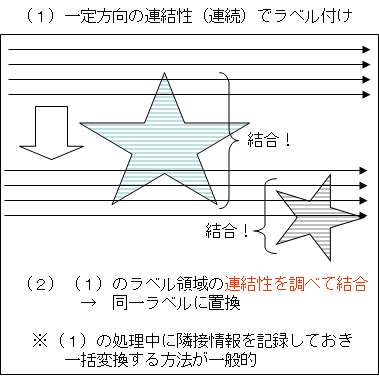 （１）一定方向の連結性（連続）でラベル付け
結合！
結合！
（２）（１）のラベル領域の連結性を調べて結合
→　同一ラベルに置換
※（１）の処理中に隣接情報を記録しておき
一括変換する方法が一般的